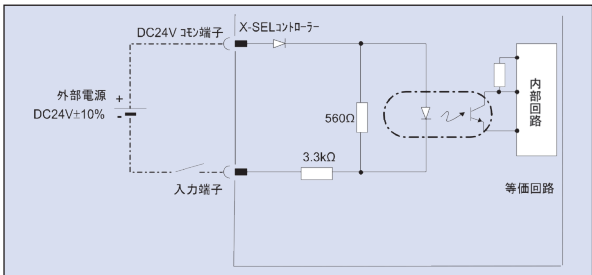 DC24V コモン端子
X-SELコントローラー
外部電源
DC24V±10%
+
-
560Ω
3.3kΩ
入力端子
内部回路
等価回路